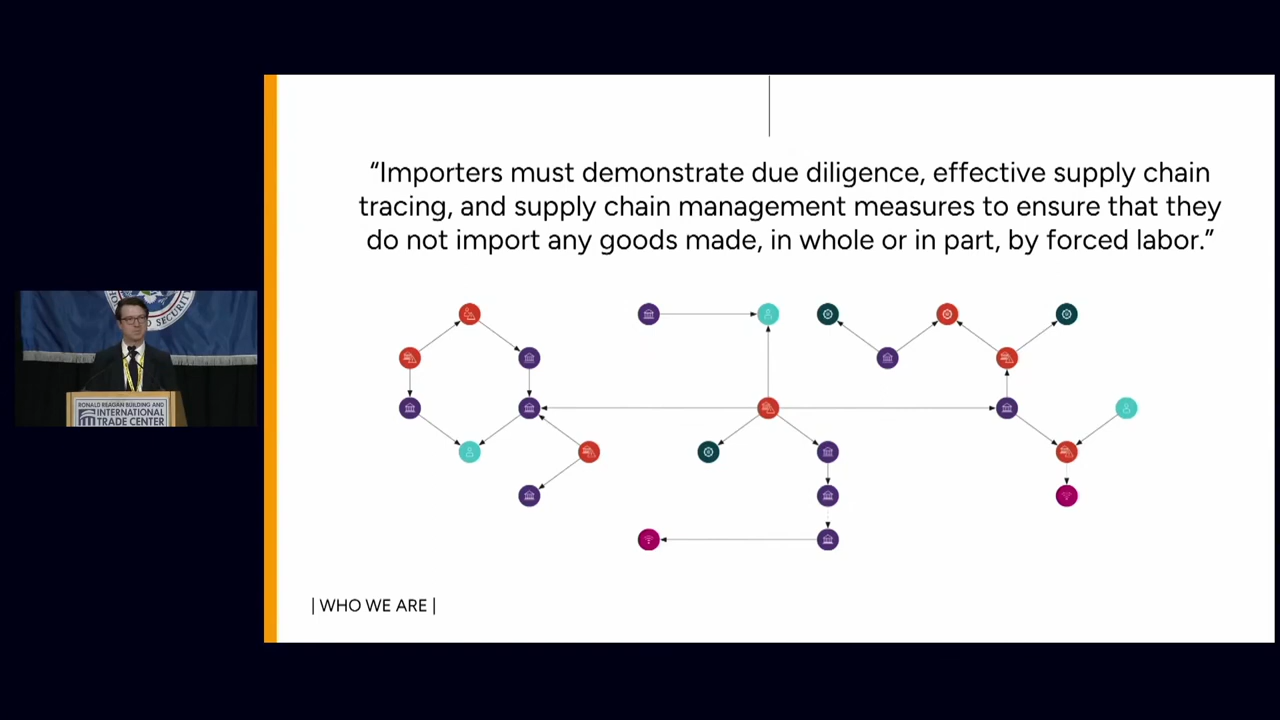 “Importers must demonstrate due diligence, effective supply chain
tracing, and supply chain management measures to ensure that they
do not import any goods made, in whole or in part, by forced labor.”
| WHO WE ARE |
SECURIT
RONALD REAGAN BUILDING AND
INTERNATIONAL
TRADE CENTER